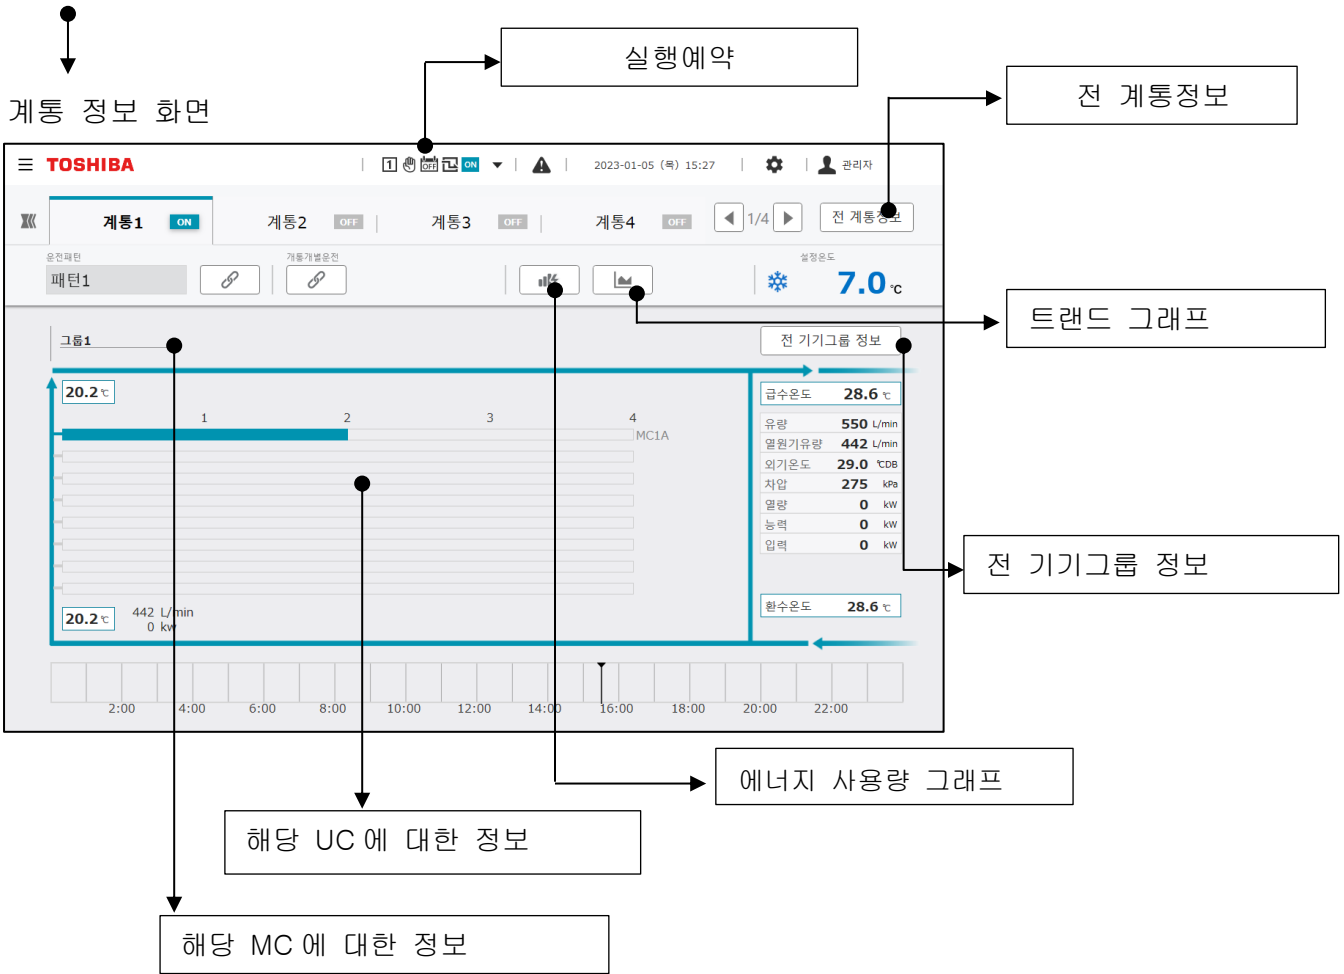 실행예약
전 계통정보
계통 정보 화면
TOSHIBA
1 OFF ON
2023-01-05 (목) 15:27
관리자
계통1 ON
계통2 OFF
계통3 OFF
계통4 OFF
1/4
전 계통정보
운전패턴
패턴1
개통개별운전
설정온도
7.0 ℃
트랜드 그래프
그룹1
전 기기그룹 정보
20.2 ℃
1 2 3 4
MC1A
급수온도 28.6 ℃
유량 550 L/min
열원기유량 442 L/min
외기온도 29.0 ℃DB
차압 275 kPa
열량 0 kW
능력 0 kW
입력 0 kW
전 기기그룹 정보
환수온도 28.6 ℃
20.2 ℃
442 L/min
0 kw
2:00 4:00 6:00 8:00 10:00 12:00 14:00 16:00 18:00 20:00 22:00
에너지 사용량 그래프
해당 UC에 대한 정보
해당 MC에 대한 정보